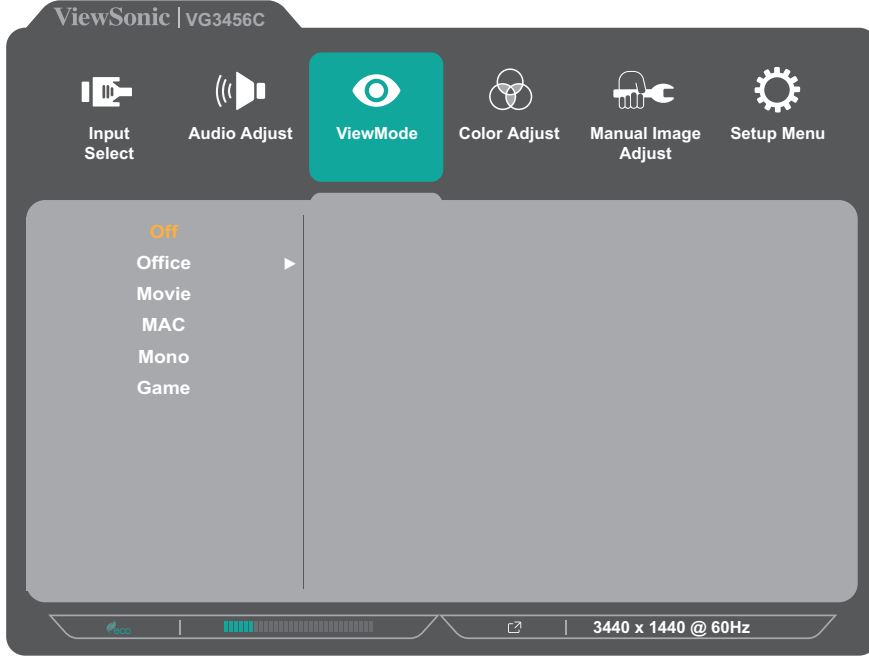 ViewSonic | VG3456C
Input
Select
Audio Adjust
ViewMode
Color Adjust
Manual Image
Adjust
Setup Menu
Off
Office
Movie
MAC
Mono
Game
eco
3440 x 1440 @ 60Hz